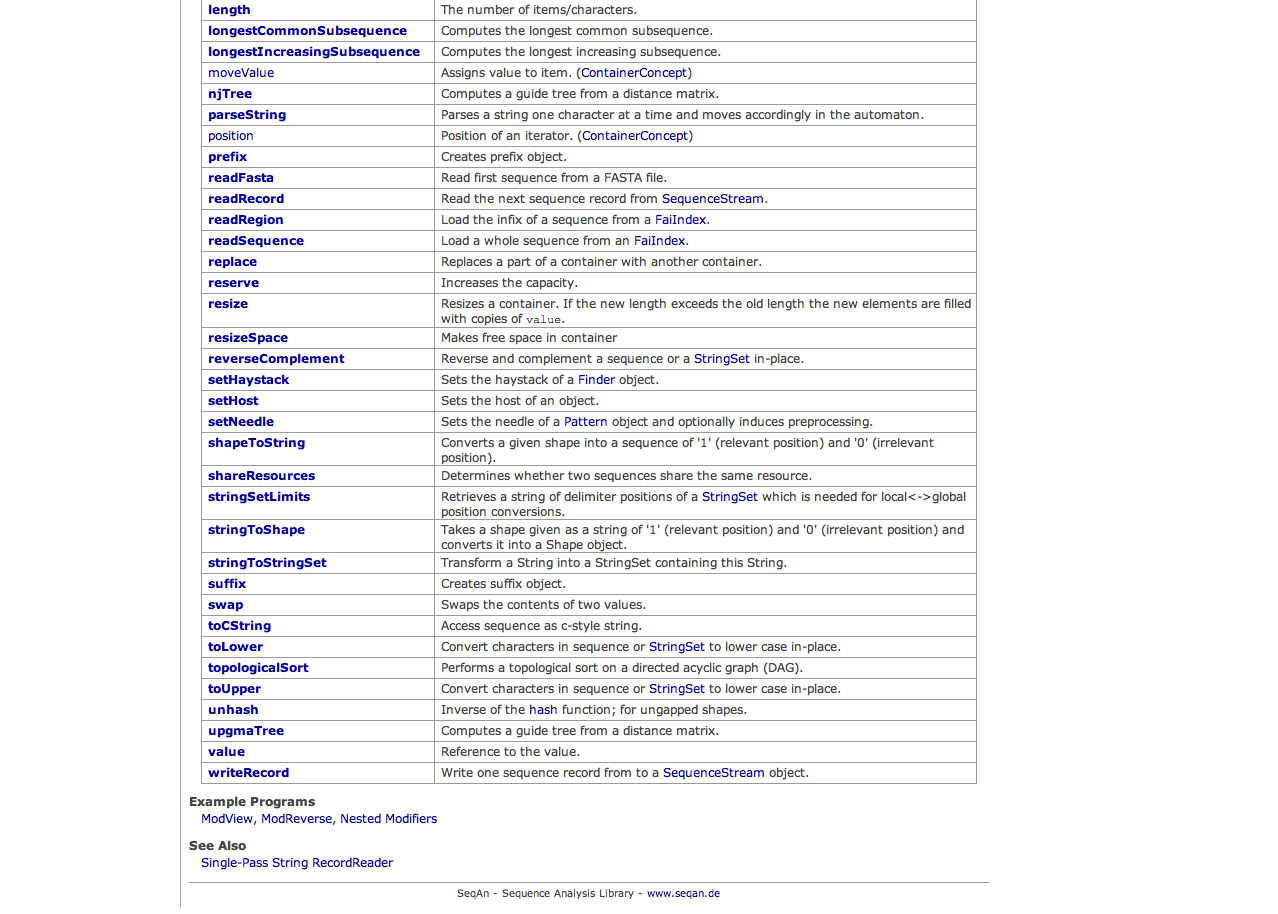 length The number of items/characters.
longestCommonSubsequence Computes the longest common subsequence.
longestIncreasingSubsequence Computes the longest increasing subsequence.
moveValue Assigns value to item. (ContainerConcept)
njTree Computes a guide tree from a distance matrix.
parseString Parses a string one character at a time and moves accordingly in the automaton.
position Position of an iterator. (ContainerConcept)
prefix Creates prefix object.
readFasta Read first sequence from a FASTA file.
readRecord Read the next sequence record from SequenceStream.
readRegion Load the infix of a sequence from a FaiIndex.
readSequence Load a whole sequence from an FaiIndex.
replace Replaces a part of a container with another container.
reserve Increases the capacity.
resize Resizes a container. If the new length exceeds the old length the new elements are filled
with copies of value.
resizeSpace Makes free space in container
reverseComplement Reverse and complement a sequence or a StringSet in-place.
setHaystack Sets the haystack of a Finder object.
setHost Sets the host of an object.
setNeedle Sets the needle of a Pattern object and optionally induces preprocessing.
shapeToString Converts a given shape into a sequence of '1' (relevant position) and '0' (irrelevant
position).
shareResources Determines whether two sequences share the same resource.
stringSetLimits Retrieves a string of delimiter positions of a StringSet which is needed for local<->global
position conversions.
stringToShape Takes a shape given as a string of '1' (relevant position) and '0' (irrelevant position) and
converts it into a Shape object.
stringToStringSet Transform a String into a StringSet containing this String.
suffix Creates suffix object.
swap Swaps the contents of two values.
toCString Access sequence as c-style string.
toLower Convert characters in sequence or StringSet to lower case in-place.
topologicalSort Performs a topological sort on a directed acyclic graph (DAG).
toUpper Convert characters in sequence or StringSet to lower case in-place.
unhash Inverse of the hash function; for ungapped shapes.
upgmaTree Computes a guide tree from a distance matrix.
value Reference to the value.
writeRecord Write one sequence record from to a SequenceStream object.
Example Programs
ModView, ModReverse, Nested Modifiers
See Also
Single-Pass String RecordReader
SeqAn - Sequence Analysis Library - www.seqan.de